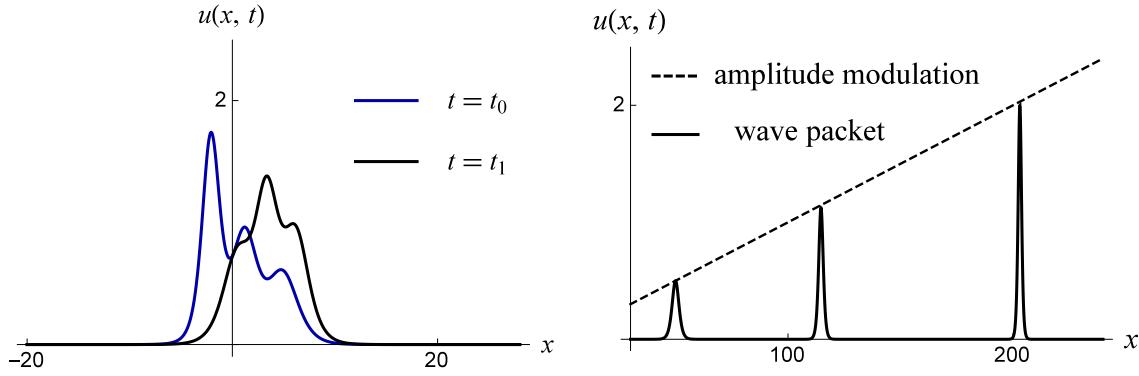 u(x, t)
2
t = t₀
t = t₁
−20
20
x
u(x, t)
2
amplitude modulation
wave packet
100
200
x